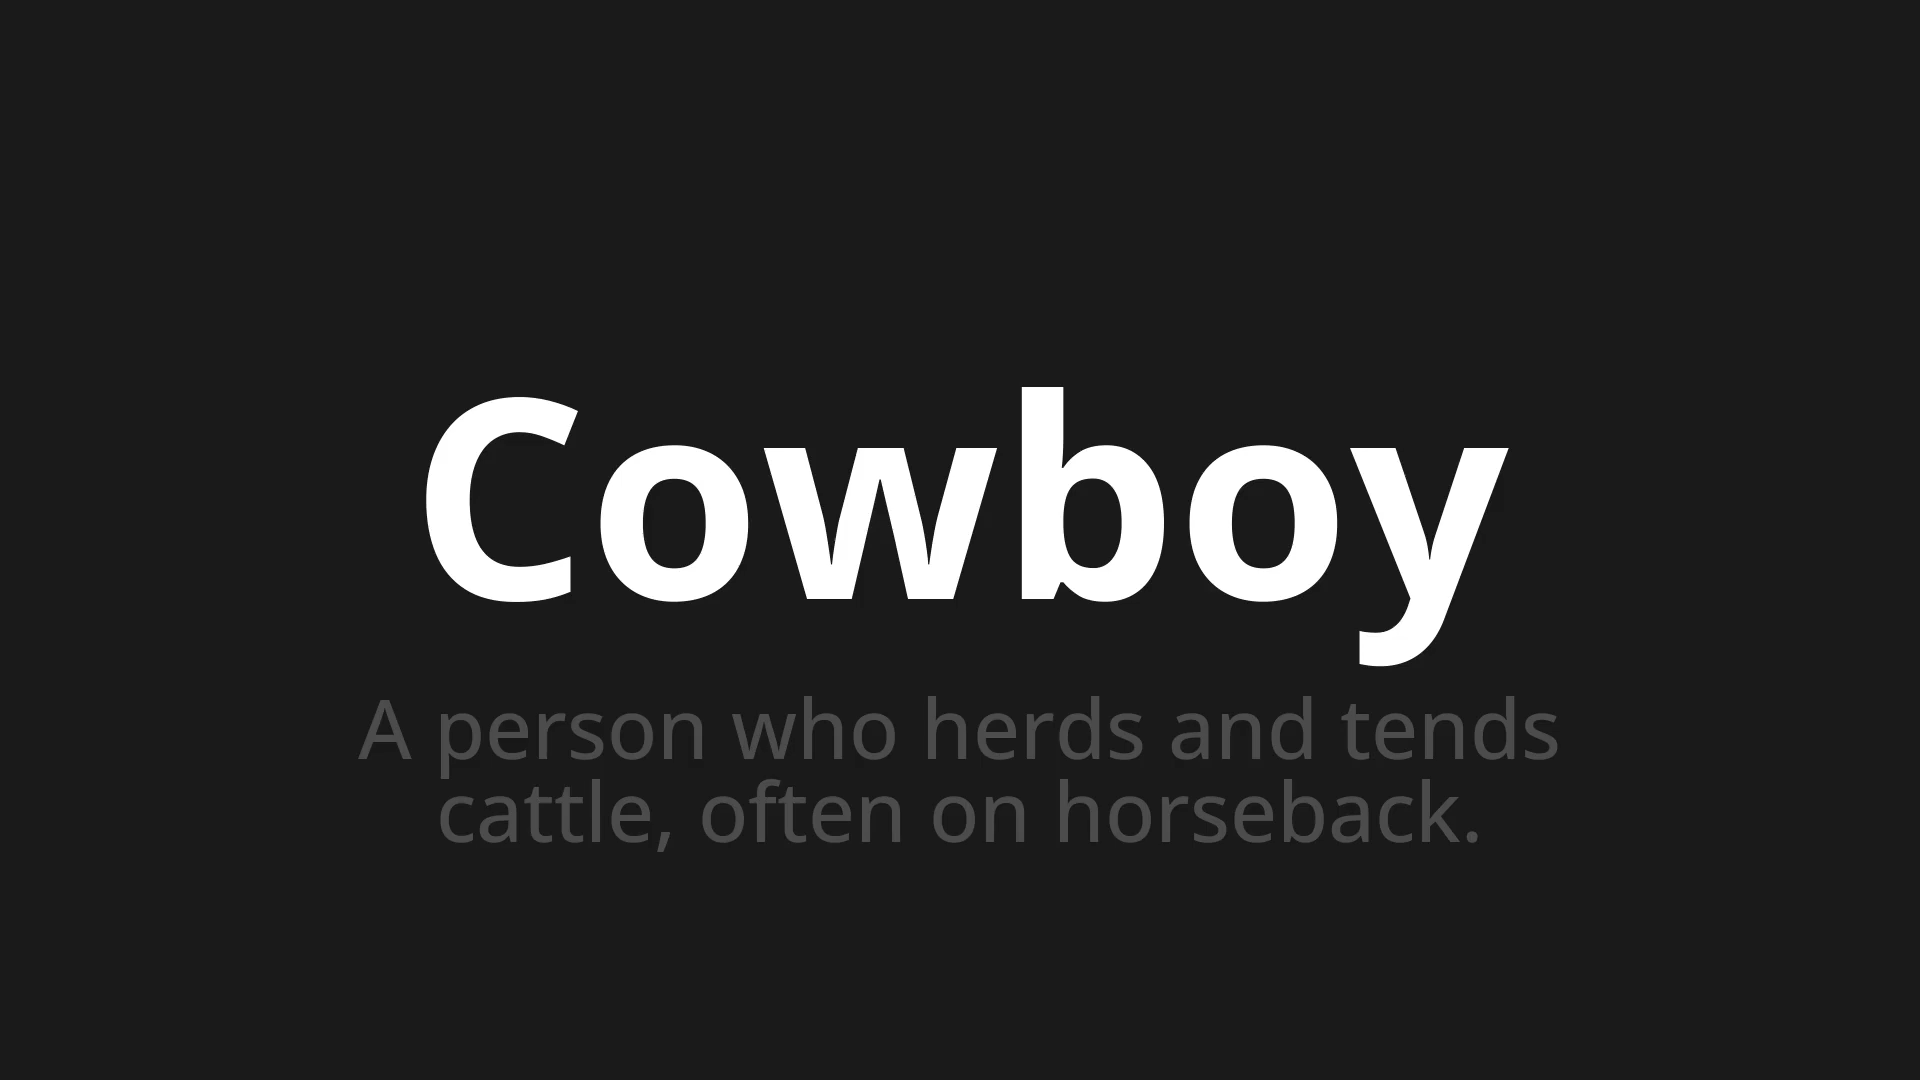 Cowboy
A person who herds and tends
cattle, often on horseback.